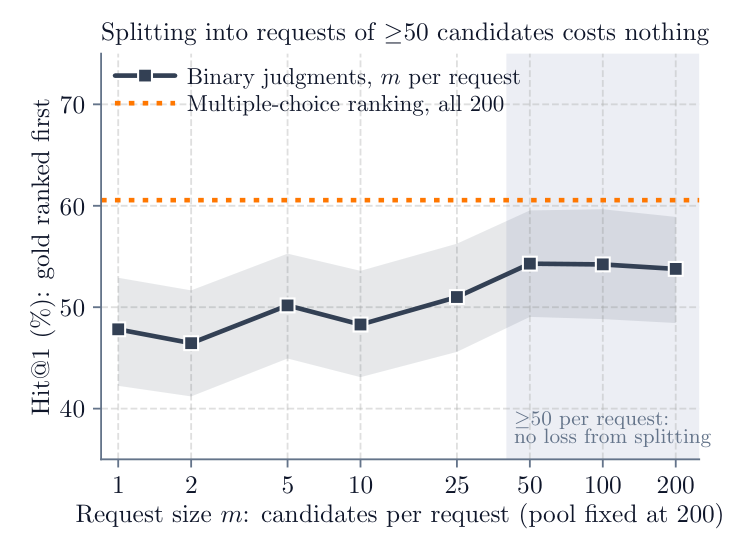 Splitting into requests of ≥50 candidates costs nothing
Binary judgments, m per request
Multiple-choice ranking, all 200
Hit@1 (%): gold ranked first
70
60
50
40
≥50 per request:
no loss from splitting
1 2 5 10 25 50 100 200
Request size m: candidates per request (pool fixed at 200)